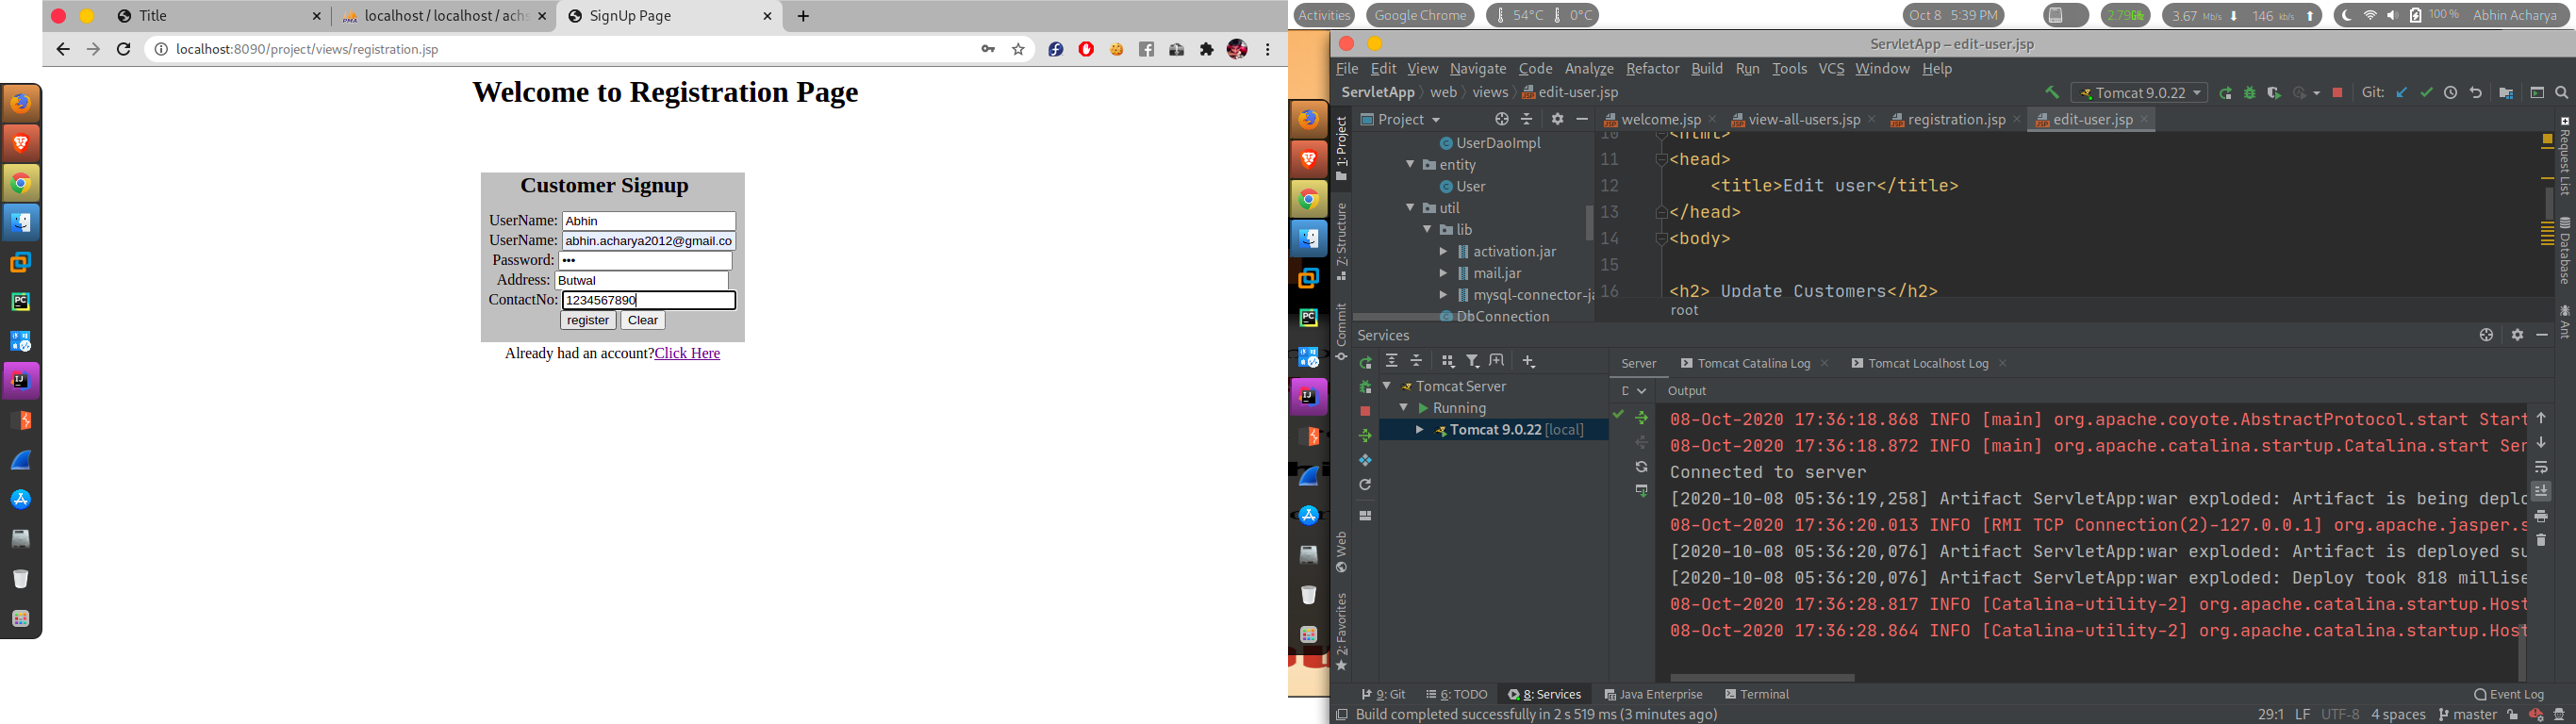 Title
localhost / localhost / achs
SignUp Page
localhost:8090/project/views/registration.jsp
Welcome to Registration Page
Customer Signup
UserName: Abhin
UserName: abhin.acharya2012@gmail.co
Password: •••
Address: Butwal
ContactNo: 1234567890
register Clear
Already had an account?Click Here
Activities Google Chrome 54°C 0°C Oct 8 5:39 PM 2.79 3.67 Mb/s 146 kb/s 100 % Abhin Acharya
ServletApp – edit-user.jsp
File Edit View Navigate Code Analyze Refactor Build Run Tools VCS Window Help
ServletApp web views edit-user.jsp Tomcat 9.0.22 Git:
Project welcome.jsp view-all-users.jsp registration.jsp edit-user.jsp
1: Project
Z: Structure
Commit
Web
2: Favorites
UserDaoImpl
entity
User
util
lib
activation.jar
mail.jar
mysql-connector-ja
DbConnection
10 <html>
11 <head>
12 <title>Edit user</title>
13 </head>
14 <body>
15
16 <h2> Update Customers</h2>
root
Request List
Database
Ant
Services
Server Tomcat Catalina Log Tomcat Localhost Log
Tomcat Server
Running
Tomcat 9.0.22 [local]
Output
08-Oct-2020 17:36:18.868 INFO [main] org.apache.coyote.AbstractProtocol.start Start
08-Oct-2020 17:36:18.872 INFO [main] org.apache.catalina.startup.Catalina.start Ser
Connected to server
[2020-10-08 05:36:19,258] Artifact ServletApp:war exploded: Artifact is being deplo
08-Oct-2020 17:36:20.013 INFO [RMI TCP Connection(2)-127.0.0.1] org.apache.jasper.s
[2020-10-08 05:36:20,076] Artifact ServletApp:war exploded: Artifact is deployed su
[2020-10-08 05:36:20,076] Artifact ServletApp:war exploded: Deploy took 818 millise
08-Oct-2020 17:36:28.817 INFO [Catalina-utility-2] org.apache.catalina.startup.Host
08-Oct-2020 17:36:28.864 INFO [Catalina-utility-2] org.apache.catalina.startup.Host
9: Git 6: TODO 8: Services Java Enterprise Terminal Event Log
Build completed successfully in 2 s 519 ms (3 minutes ago) 29:1 LF UTF-8 4 spaces master